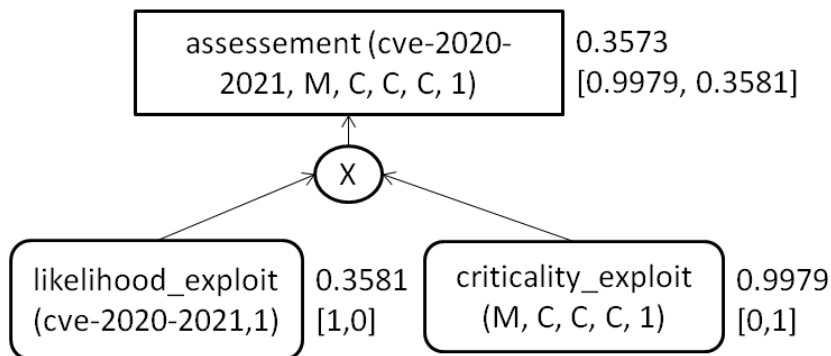 assessement (cve-2020-
2021, M, C, C, C, 1)
0.3573
[0.9979, 0.3581]
X
likelihood_exploit
(cve-2020-2021,1)
0.3581
[1,0]
criticality_exploit
(M, C, C, C, 1)
0.9979
[0,1]